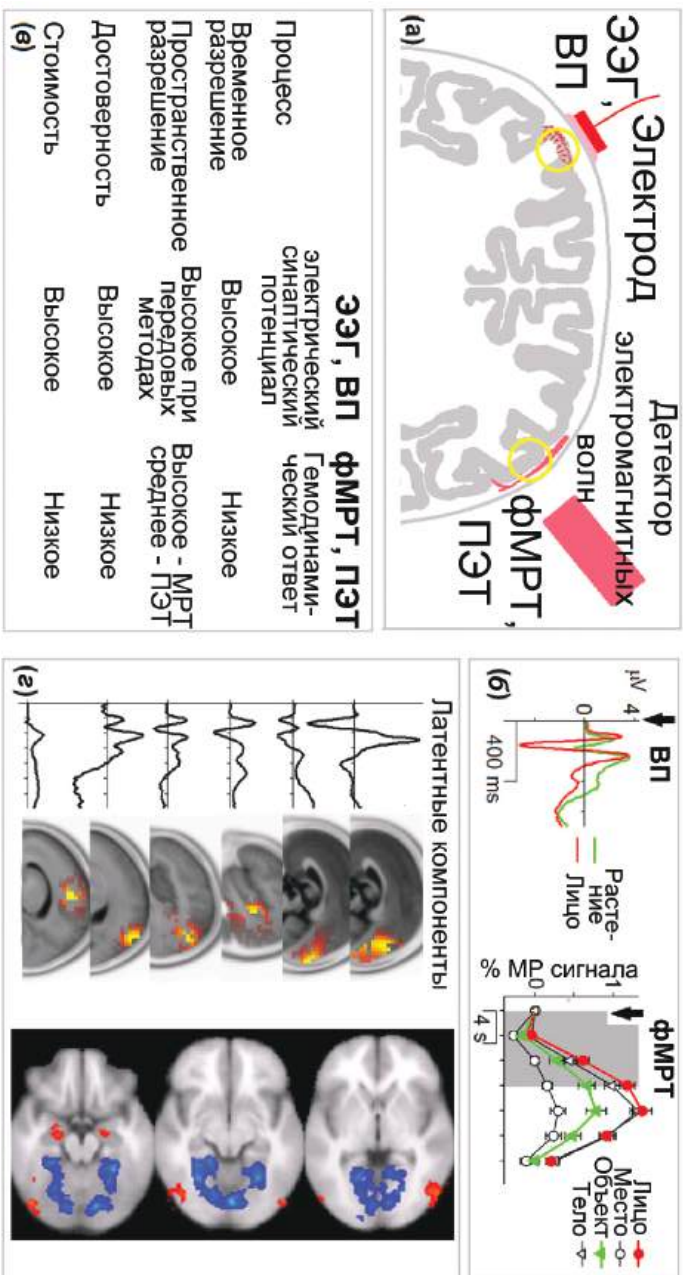 ЭЭГ,
ВП
Электрод
Детектор
электромагнитных
волн
фМРТ,
ПЭТ
(а)
ВП
µV
4
0
400 ms
Расте-
ние
Лицо
(б)
фМРТ
% МР сигнала
1
0
4 s
Лицо
Место
Объект
Тело
ЭЭГ, ВП фМРТ, ПЭТ
Процесс электрический синаптический потенциал Гемодинами-
ческий ответ
Временное
разрешение Высокое Низкое
Пространственное
разрешение Высокое при
передовых
методах Высокое - МРТ
среднее - ПЭТ
Достоверность Высокое Низкое
Стоимость Высокое Низкое
(в)
Латентные компоненты
(г)